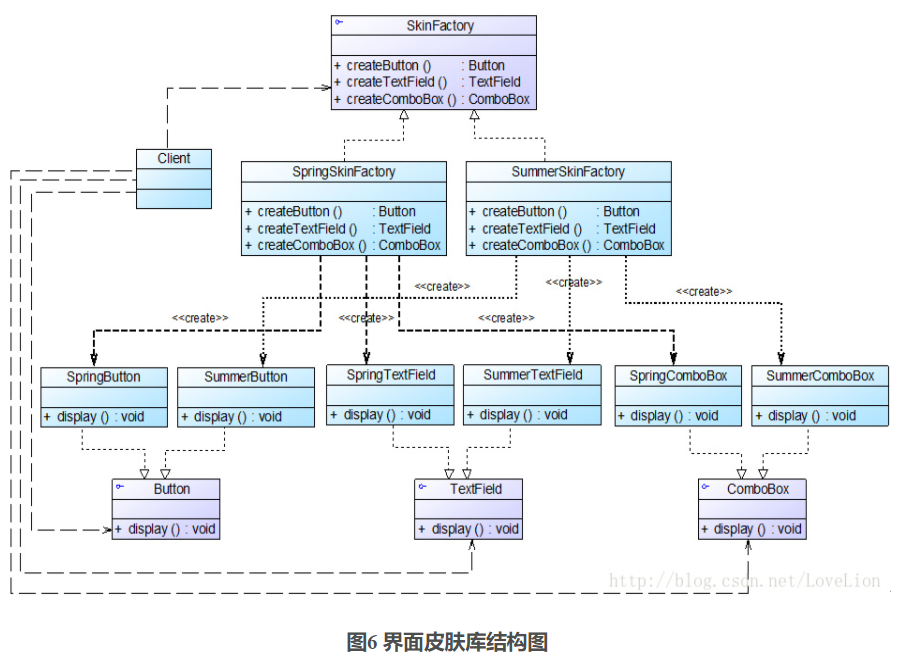 SkinFactory
+ createButton () : Button
+ createTextField () : TextField
+ createComboBox () : ComboBox
Client
SpringSkinFactory
+ createButton () : Button
+ createTextField () : TextField
+ createComboBox () : ComboBox
SummerSkinFactory
+ createButton () : Button
+ createTextField () : TextField
+ createComboBox () : ComboBox
<<create>>
<<create>>
<<create>>
<<create>>
<<create>>
<<create>>
SpringButton
+ display () : void
SummerButton
+ display () : void
SpringTextField
+ display () : void
SummerTextField
+ display () : void
SpringComboBox
+ display () : void
SummerComboBox
+ display () : void
Button
+ display () : void
TextField
+ display () : void
ComboBox
+ display () : void
http://blog.csdn.net/LoveLion
图6 界面皮肤库结构图